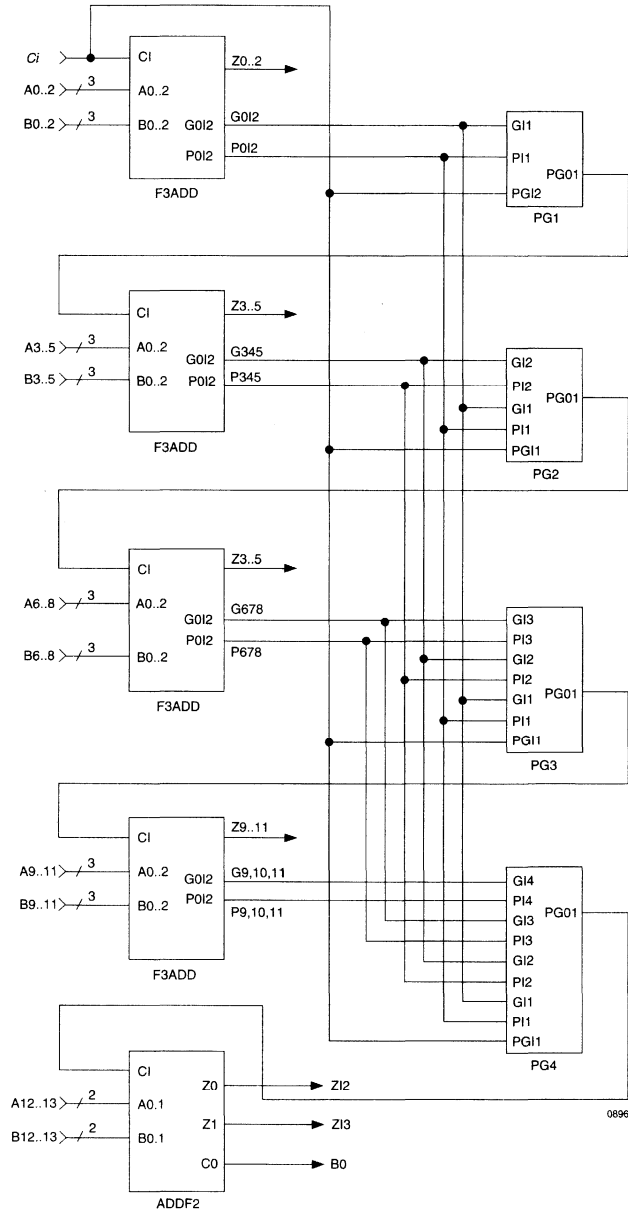 Ci
CI
Z0..2
A0..2 3
A0..2
B0..2 3
B0..2
G0I2
G0I2
P0I2
P0I2
F3ADD
GI1
PI1
PG01
PGI2
PG1
CI
Z3..5
A3..5 3
A0..2
G0I2
G345
B3..5 3
B0..2
P0I2
P345
F3ADD
GI2
PI2
PG01
GI1
PI1
PGI1
PG2
CI
Z3..5
A6..8 3
A0..2
G0I2
G678
P0I2
B6..8 3
B0..2
P678
F3ADD
GI3
PI3
GI2
PI2
PG01
GI1
PI1
PGI1
PG3
CI
Z9..11
A9..11 3
A0..2
G0I2
G9,10,11
P0I2
B9..11 3
B0..2
P9,10,11
F3ADD
GI4
PI4
PG01
GI3
PI3
GI2
PI2
GI1
PI1
PGI1
PG4
CI
Z0
ZI2
A12..13 2
A0.1
Z1
ZI3
B12..13 2
B0.1
C0
B0
ADDF2
0896